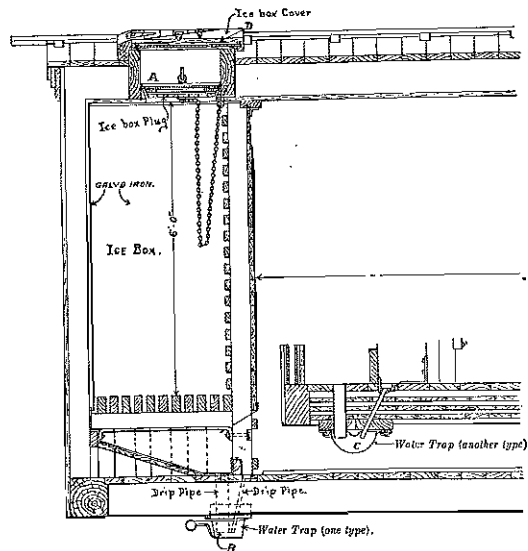 Ice box Cover
D
A
Ice box Plug
GALVD IRON.
6'-0"
ICE BOX.
C
Water Trap (another type)
Drip Pipe
Drip Pipe.
Water Trap (one type).
B